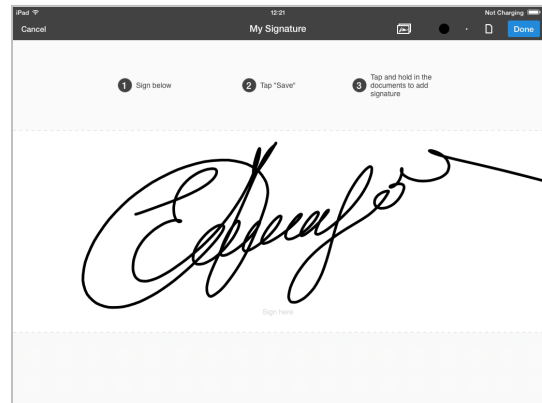 iPad 12:21 Not Charging
Cancel My Signature Done
1 Sign below 2 Tap "Save" 3 Tap and hold in the
documents to add
signature
Sign here